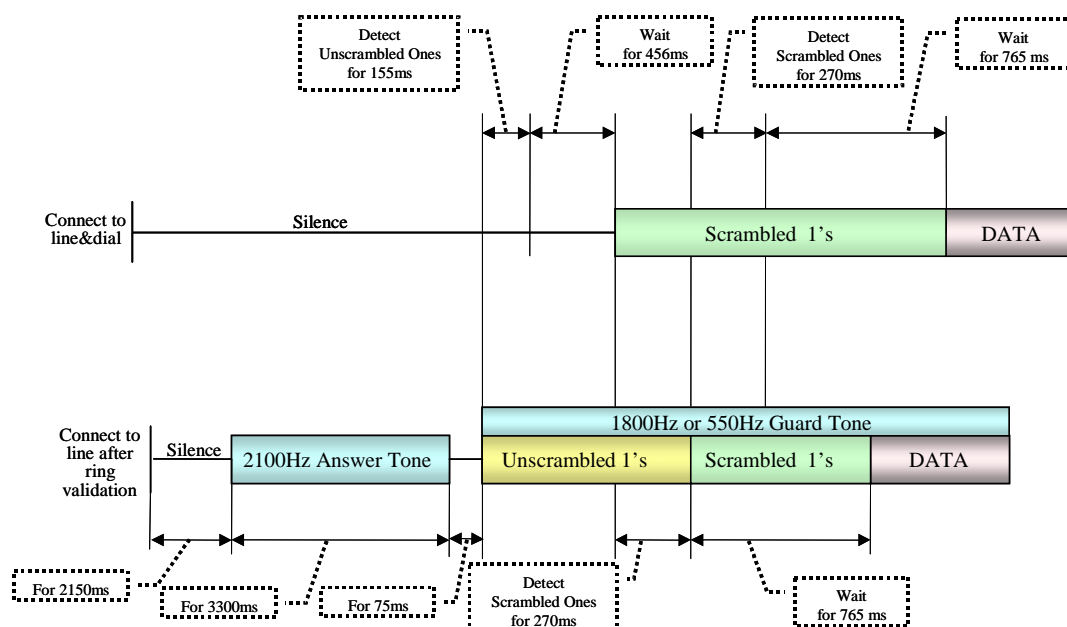 Detect
Unscrambled Ones
for 155ms
Wait
for 456ms
Detect
Scrambled Ones
for 270ms
Wait
for 765 ms
Connect to
line&dial
Silence
Scrambled 1's
DATA
1800Hz or 550Hz Guard Tone
Connect to
line after
ring
validation
Silence
2100Hz Answer Tone
Unscrambled 1's
Scrambled 1's
DATA
For 2150ms
For 3300ms
For 75ms
Detect
Scrambled Ones
for 270ms
Wait
for 765 ms